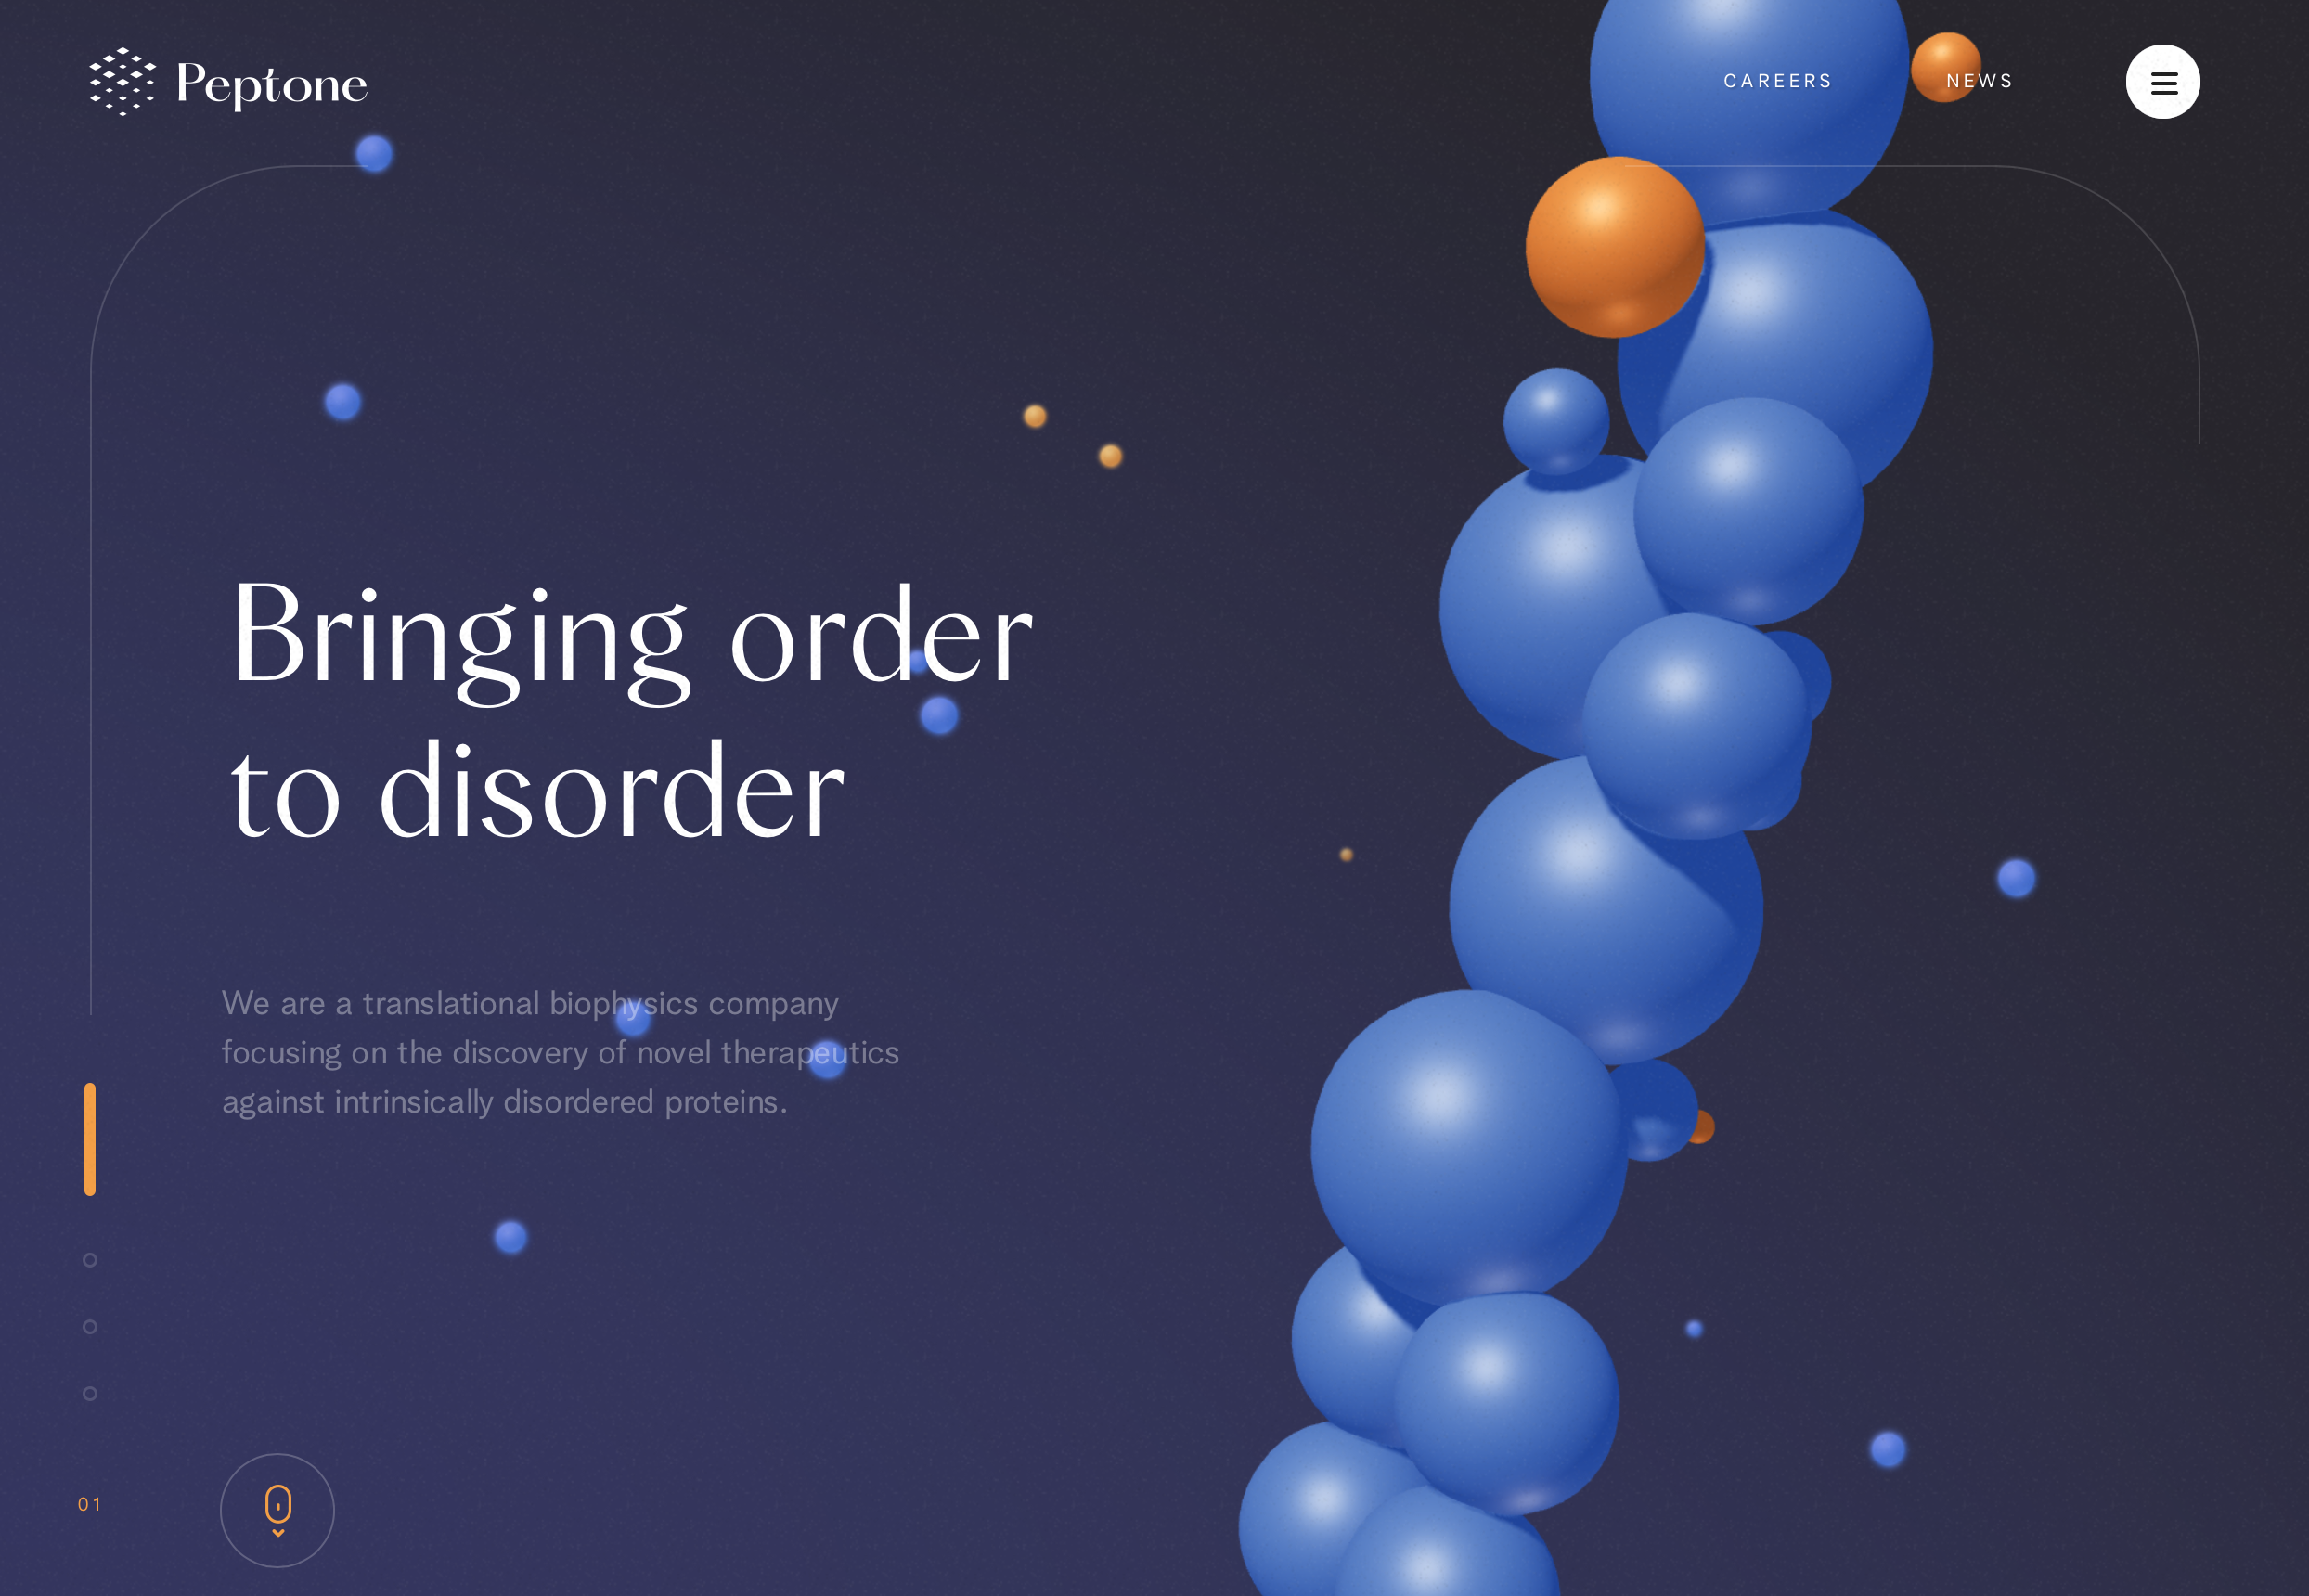 Peptone
CAREERS
NEWS
Bringing order
to disorder
We are a translational biophysics company
focusing on the discovery of novel therapeutics
against intrinsically disordered proteins.
01